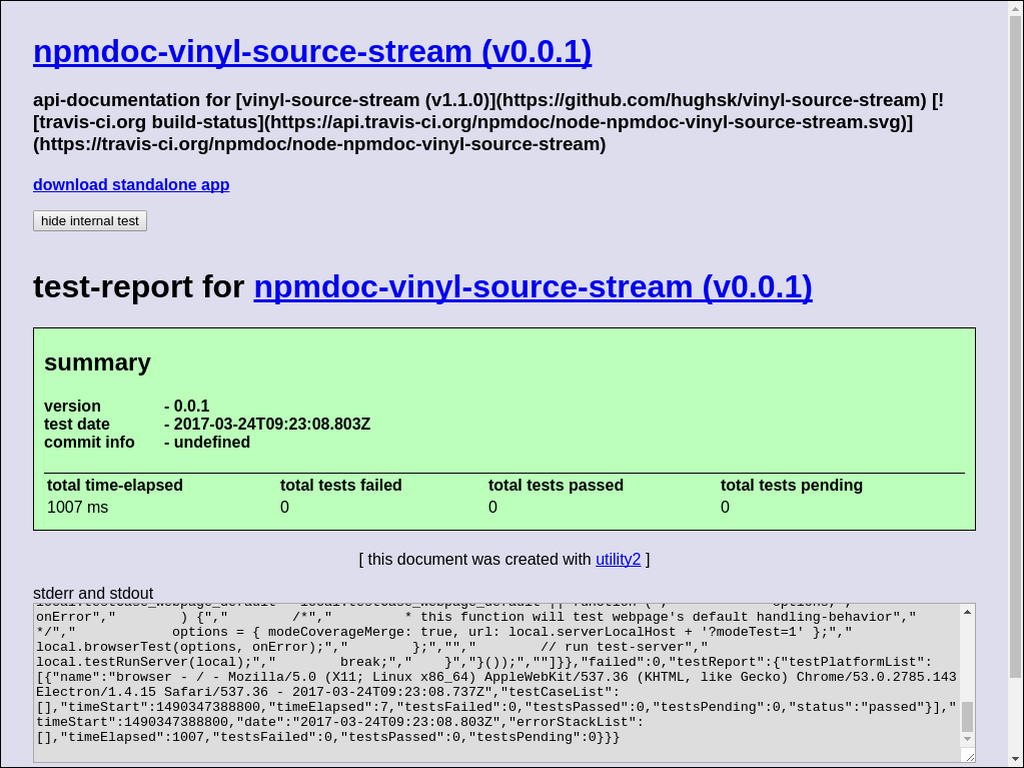 npmdoc-vinyl-source-stream (v0.0.1)
api-documentation for [vinyl-source-stream (v1.1.0)](https://github.com/hughsk/vinyl-source-stream) [!
[travis-ci.org build-status](https://api.travis-ci.org/npmdoc/node-npmdoc-vinyl-source-stream.svg)]
(https://travis-ci.org/npmdoc/node-npmdoc-vinyl-source-stream)
download standalone app
hide internal test
test-report for npmdoc-vinyl-source-stream (v0.0.1)
summary
version - 0.0.1
test date - 2017-03-24T09:23:08.803Z
commit info - undefined
total time-elapsed total tests failed total tests passed total tests pending
1007 ms 0 0 0
[ this document was created with utility2 ]
stderr and stdout
onError","        ) {","        /*","         * this function will test webpage's default handling-behavior","
*/","            options = { modeCoverageMerge: true, url: local.serverLocalHost + '?modeTest=1' };","
local.browserTest(options, onError);","        };","","        // run test-server","
local.testRunServer(local);","        break;","    }","}());",""]}},"failed":0,"testReport":{"testPlatformList":
[{"name":"browser - / - Mozilla/5.0 (X11; Linux x86_64) AppleWebKit/537.36 (KHTML, like Gecko) Chrome/53.0.2785.143
Electron/1.4.15 Safari/537.36 - 2017-03-24T09:23:08.737Z","testCaseList":
[],"timeStart":1490347388800,"timeElapsed":7,"testsFailed":0,"testsPassed":0,"testsPending":0,"status":"passed"}],"
timeStart":1490347388800,"date":"2017-03-24T09:23:08.803Z","errorStackList":
[],"timeElapsed":1007,"testsFailed":0,"testsPassed":0,"testsPending":0}}}